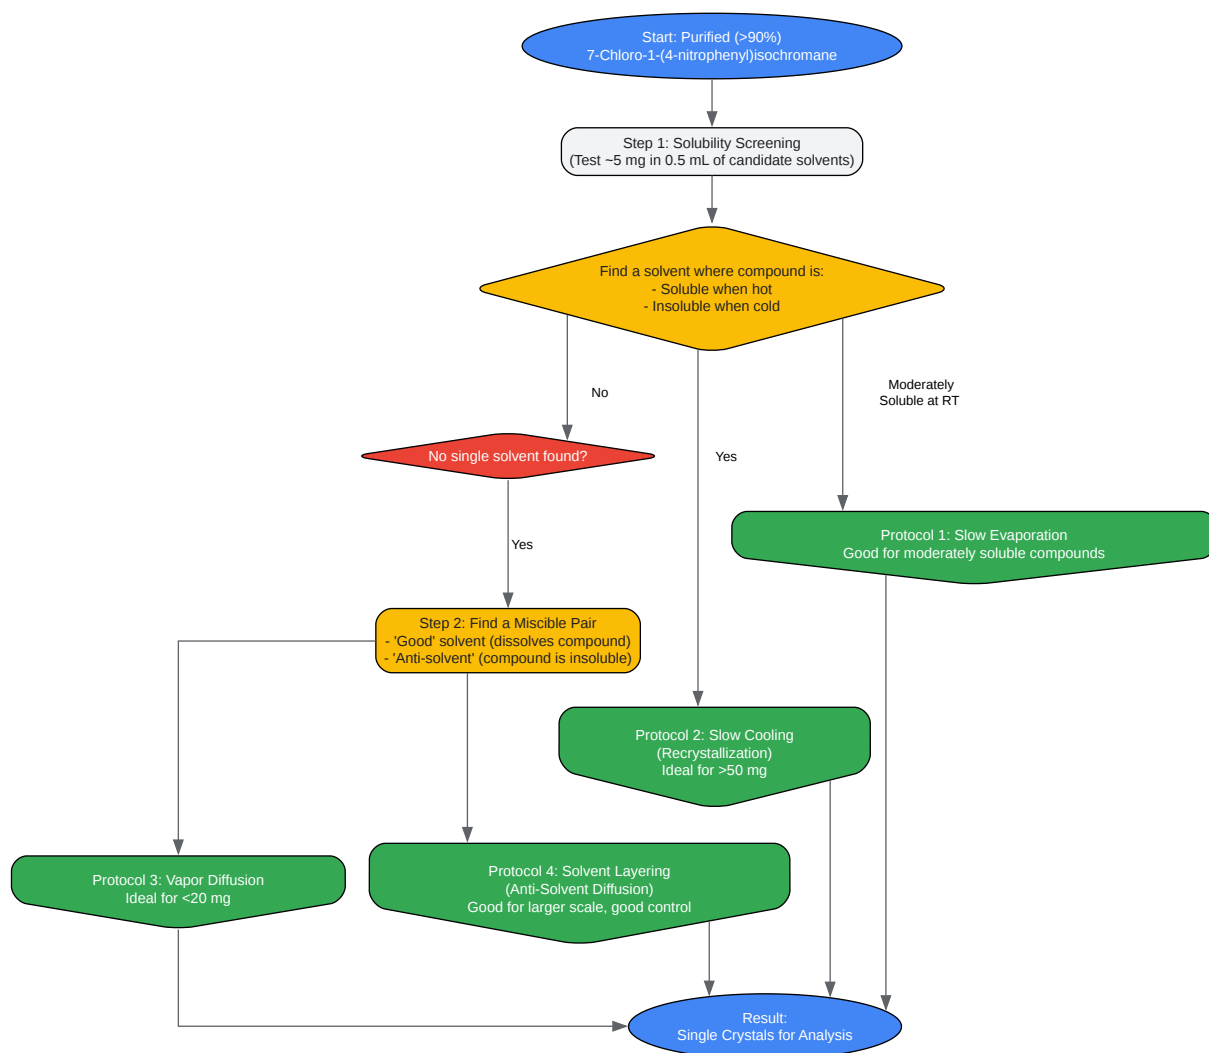 Start: Purified (>90%)
7-Chloro-1-(4-nitrophenyl)isochromane
Step 1: Solubility Screening
(Test ~5 mg in 0.5 mL of candidate solvents)
Find a solvent where compound is:
- Soluble when hot
- Insoluble when cold
No
Moderately
Soluble at RT
Yes
No single solvent found?
Yes
Protocol 1: Slow Evaporation
Good for moderately soluble compounds
Step 2: Find a Miscible Pair
- 'Good' solvent (dissolves compound)
- 'Anti-solvent' (compound is insoluble)
Protocol 2: Slow Cooling
(Recrystallization)
Ideal for >50 mg
Protocol 3: Vapor Diffusion
Ideal for <20 mg
Protocol 4: Solvent Layering
(Anti-Solvent Diffusion)
Good for larger scale, good control
Result:
Single Crystals for Analysis